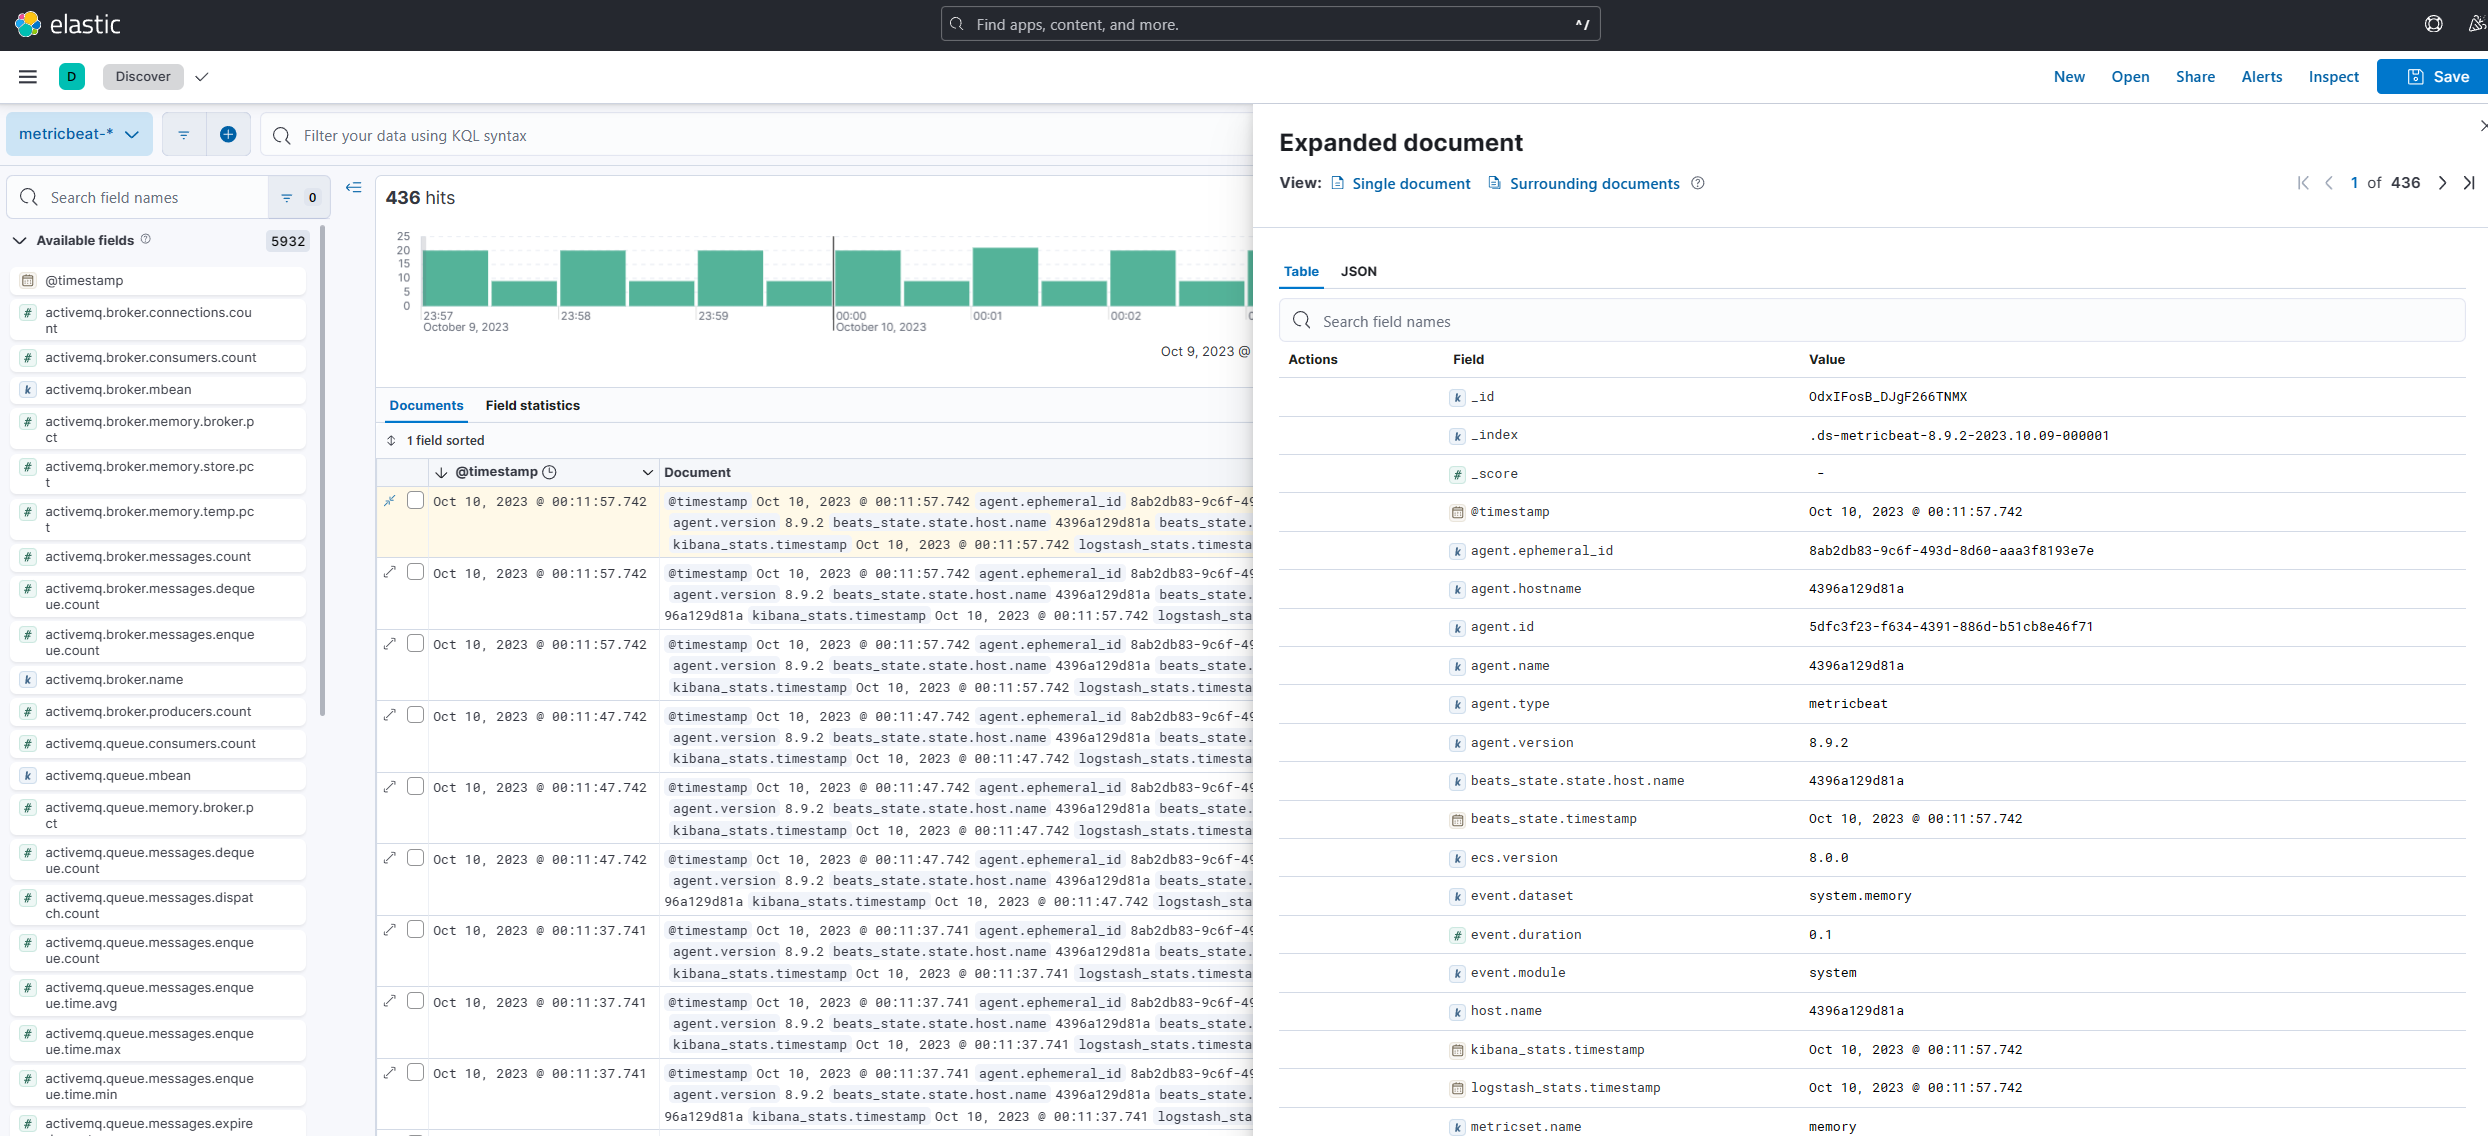 elastic
Find apps, content, and more.
^/
D
Discover
New
Open
Share
Alerts
Inspect
Save
metricbeat-*
Filter your data using KQL syntax
Search field names
0
Available fields
5932
@timestamp
activemq.broker.connections.cou
nt
activemq.broker.consumers.count
activemq.broker.mbean
activemq.broker.memory.broker.p
ct
activemq.broker.memory.store.pc
t
activemq.broker.memory.temp.pc
t
activemq.broker.messages.count
activemq.broker.messages.deque
ue.count
activemq.broker.messages.enque
ue.count
activemq.broker.name
activemq.broker.producers.count
activemq.queue.consumers.count
activemq.queue.mbean
activemq.queue.memory.broker.p
ct
activemq.queue.messages.deque
ue.count
activemq.queue.messages.dispat
ch.count
activemq.queue.messages.enque
ue.count
activemq.queue.messages.enque
ue.time.avg
activemq.queue.messages.enque
ue.time.max
activemq.queue.messages.enque
ue.time.min
activemq.queue.messages.expire
436 hits
25
20
15
10
5
0
23:57
October 9, 2023
23:58
23:59
00:00
October 10, 2023
00:01
00:02
Oct 9, 2023 @
Documents
Field statistics
1 field sorted
@timestamp
Document
Oct 10, 2023 @ 00:11:57.742
@timestamp Oct 10, 2023 @ 00:11:57.742 agent.ephemeral_id 8ab2db83-9c6f-49
agent.version 8.9.2 beats_state.state.host.name 4396a129d81a beats_state.
kibana_stats.timestamp Oct 10, 2023 @ 00:11:57.742 logstash_stats.timesta
Oct 10, 2023 @ 00:11:57.742
@timestamp Oct 10, 2023 @ 00:11:57.742 agent.ephemeral_id 8ab2db83-9c6f-49
agent.version 8.9.2 beats_state.state.host.name 4396a129d81a beats_state.
96a129d81a kibana_stats.timestamp Oct 10, 2023 @ 00:11:57.742 logstash_sta
Oct 10, 2023 @ 00:11:57.742
@timestamp Oct 10, 2023 @ 00:11:57.742 agent.ephemeral_id 8ab2db83-9c6f-49
agent.version 8.9.2 beats_state.state.host.name 4396a129d81a beats_state.
kibana_stats.timestamp Oct 10, 2023 @ 00:11:57.742 logstash_stats.timesta
Oct 10, 2023 @ 00:11:47.742
@timestamp Oct 10, 2023 @ 00:11:47.742 agent.ephemeral_id 8ab2db83-9c6f-49
agent.version 8.9.2 beats_state.state.host.name 4396a129d81a beats_state.
kibana_stats.timestamp Oct 10, 2023 @ 00:11:47.742 logstash_stats.timesta
Oct 10, 2023 @ 00:11:47.742
@timestamp Oct 10, 2023 @ 00:11:47.742 agent.ephemeral_id 8ab2db83-9c6f-49
agent.version 8.9.2 beats_state.state.host.name 4396a129d81a beats_state.
kibana_stats.timestamp Oct 10, 2023 @ 00:11:47.742 logstash_stats.timesta
Oct 10, 2023 @ 00:11:47.742
@timestamp Oct 10, 2023 @ 00:11:47.742 agent.ephemeral_id 8ab2db83-9c6f-49
agent.version 8.9.2 beats_state.state.host.name 4396a129d81a beats_state.
96a129d81a kibana_stats.timestamp Oct 10, 2023 @ 00:11:47.742 logstash_sta
Oct 10, 2023 @ 00:11:37.741
@timestamp Oct 10, 2023 @ 00:11:37.741 agent.ephemeral_id 8ab2db83-9c6f-49
agent.version 8.9.2 beats_state.state.host.name 4396a129d81a beats_state.
kibana_stats.timestamp Oct 10, 2023 @ 00:11:37.741 logstash_stats.timesta
Oct 10, 2023 @ 00:11:37.741
@timestamp Oct 10, 2023 @ 00:11:37.741 agent.ephemeral_id 8ab2db83-9c6f-49
agent.version 8.9.2 beats_state.state.host.name 4396a129d81a beats_state.
kibana_stats.timestamp Oct 10, 2023 @ 00:11:37.741 logstash_stats.timesta
Oct 10, 2023 @ 00:11:37.741
@timestamp Oct 10, 2023 @ 00:11:37.741 agent.ephemeral_id 8ab2db83-9c6f-49
agent.version 8.9.2 beats_state.state.host.name 4396a129d81a beats_state.
96a129d81a kibana_stats.timestamp Oct 10, 2023 @ 00:11:37.741 logstash_sta
Expanded document
View: Single document Surrounding documents
1 of 436
Table JSON
Search field names
Actions Field Value
_id OdxIFosB_DJgF266TNMX
_index .ds-metricbeat-8.9.2-2023.10.09-000001
_score -
@timestamp Oct 10, 2023 @ 00:11:57.742
agent.ephemeral_id 8ab2db83-9c6f-493d-8d60-aaa3f8193e7e
agent.hostname 4396a129d81a
agent.id 5dfc3f23-f634-4391-886d-b51cb8e46f71
agent.name 4396a129d81a
agent.type metricbeat
agent.version 8.9.2
beats_state.state.host.name 4396a129d81a
beats_state.timestamp Oct 10, 2023 @ 00:11:57.742
ecs.version 8.0.0
event.dataset system.memory
event.duration 0.1
event.module system
host.name 4396a129d81a
kibana_stats.timestamp Oct 10, 2023 @ 00:11:57.742
logstash_stats.timestamp Oct 10, 2023 @ 00:11:57.742
metricset.name memory